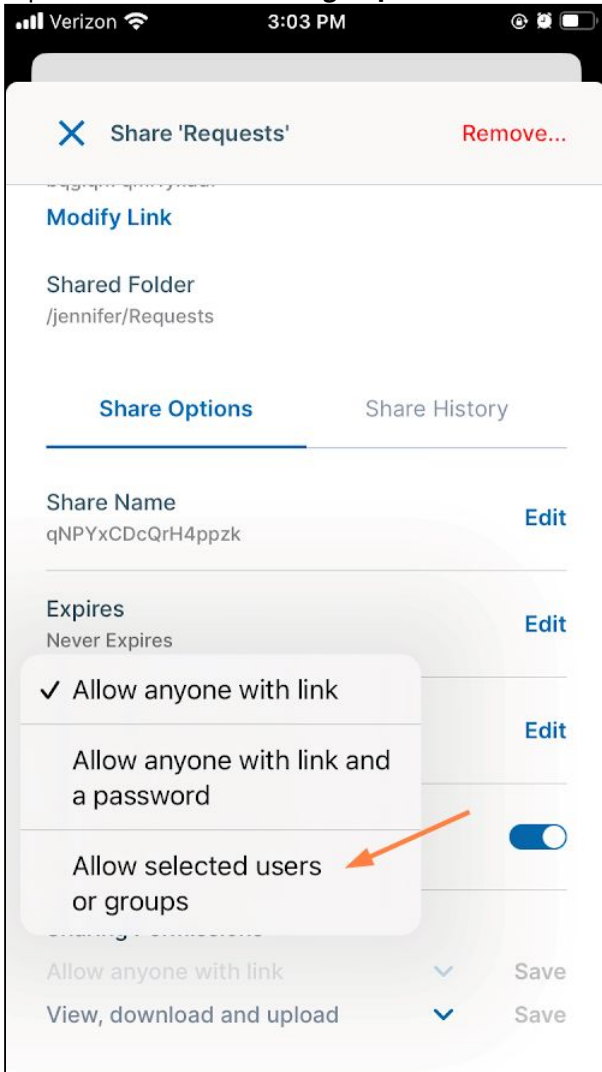 Verizon 3:03 PM
Share 'Requests' Remove...
Modify Link
Shared Folder
/jennifer/Requests
Share Options Share History
Share Name
qNPYxCDcQrH4ppzk Edit
Expires
Never Expires Edit
✓ Allow anyone with link
Edit
Allow anyone with link and
a password
Allow selected users
or groups
Allow anyone with link Save
View, download and upload Save